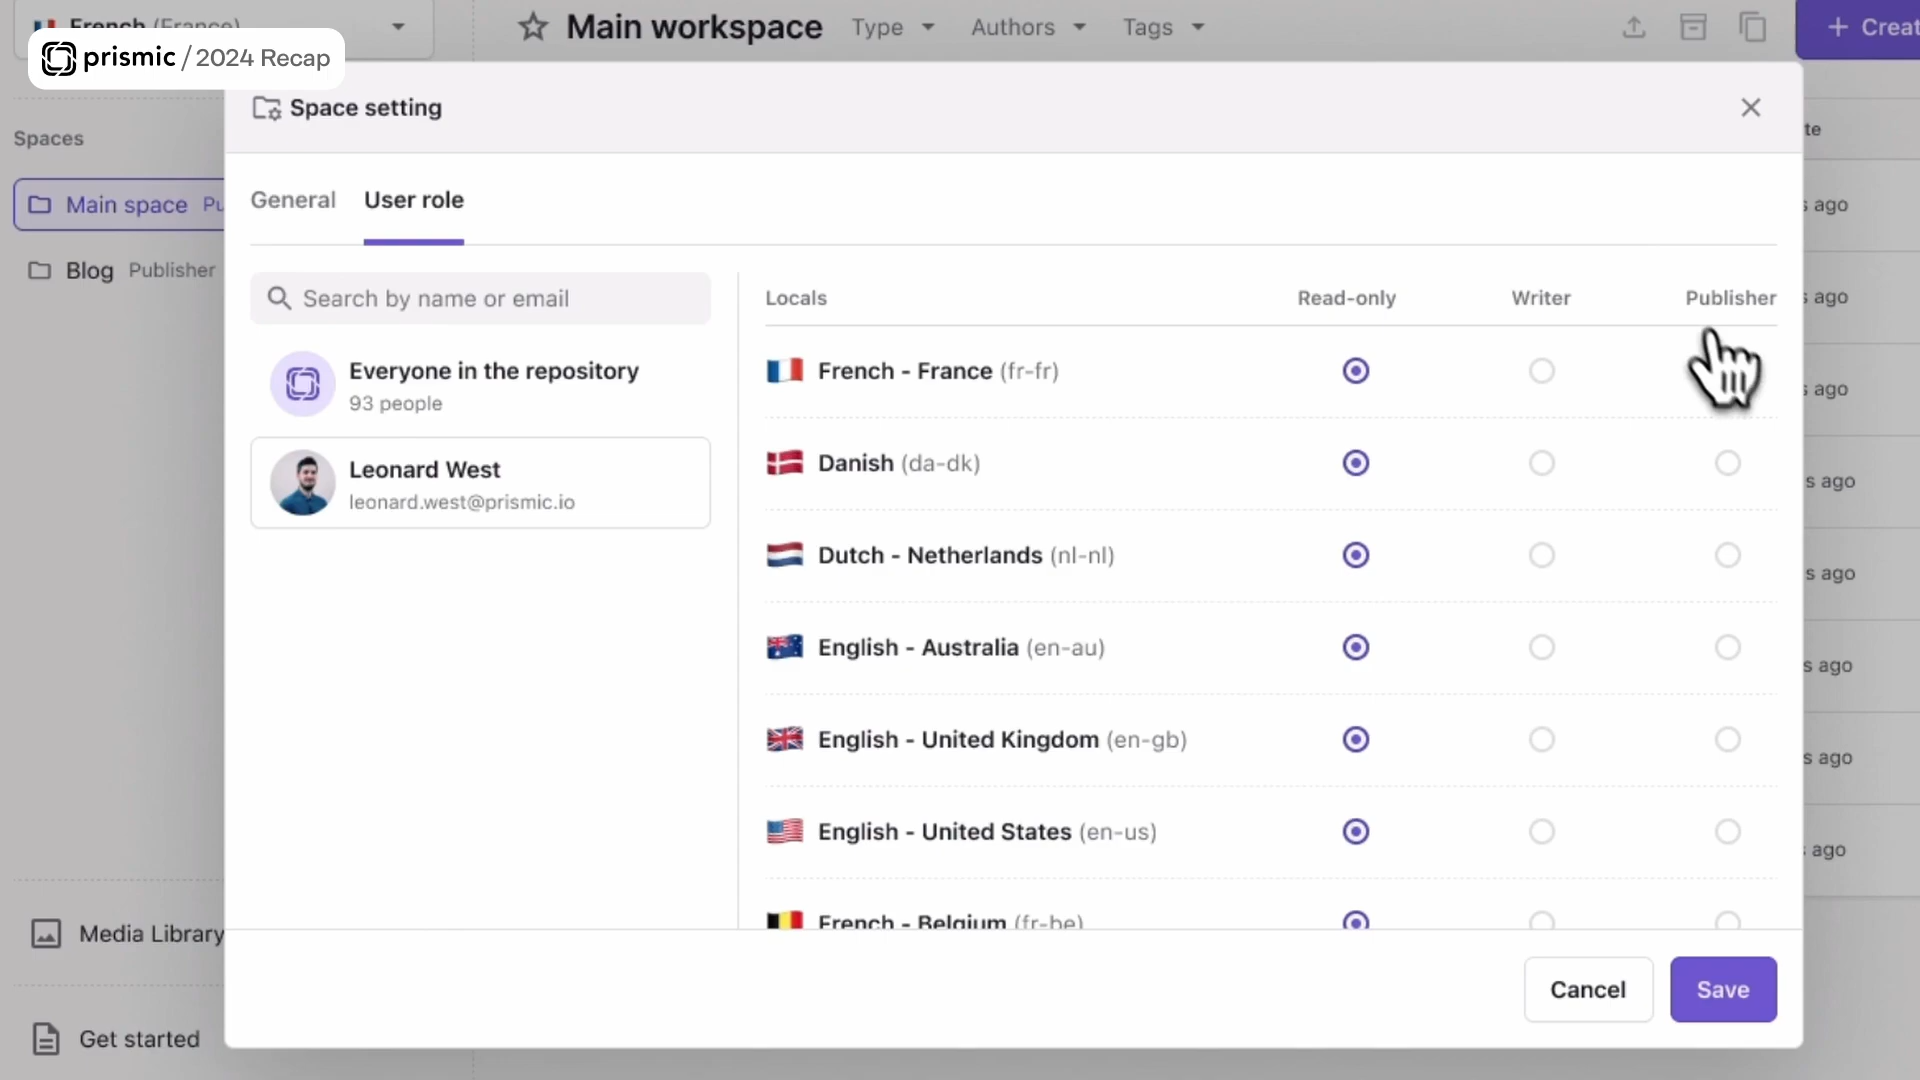 French (France)
Main workspace
Type
Authors
Tags
+ Creat
prismic / 2024 Recap
Space setting
Spaces
te
General
User role
Main space Pu
s ago
Blog Publisher
Search by name or email
Locals
Read-only
Writer
Publisher
s ago
Everyone in the repository
93 people
French - France (fr-fr)
s ago
Leonard West
leonard.west@prismic.io
Danish (da-dk)
s ago
Dutch - Netherlands (nl-nl)
s ago
English - Australia (en-au)
s ago
English - United Kingdom (en-gb)
s ago
English - United States (en-us)
s ago
French - Belgium (fr-be)
Media Library
Cancel
Save
Get started